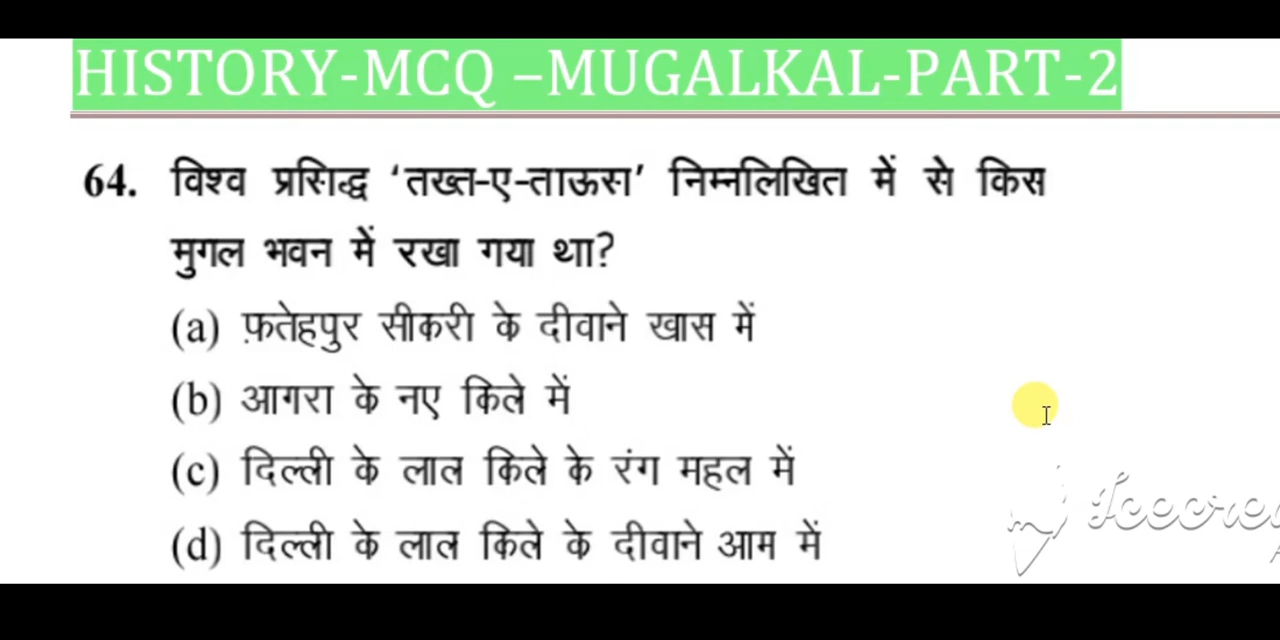 HISTORY-MCQ –MUGALKAL-PART-2
64. विश्व प्रसिद्ध ‘तख्त-ए-ताऊस’ निम्नलिखित में से किस
मुगल भवन में रखा गया था?
(a) फ़तेहपुर सीकरी के दीवाने खास में
(b) आगरा के नए किले में
(c) दिल्ली के लाल किले के रंग महल में
(d) दिल्ली के लाल किले के दीवाने आम में